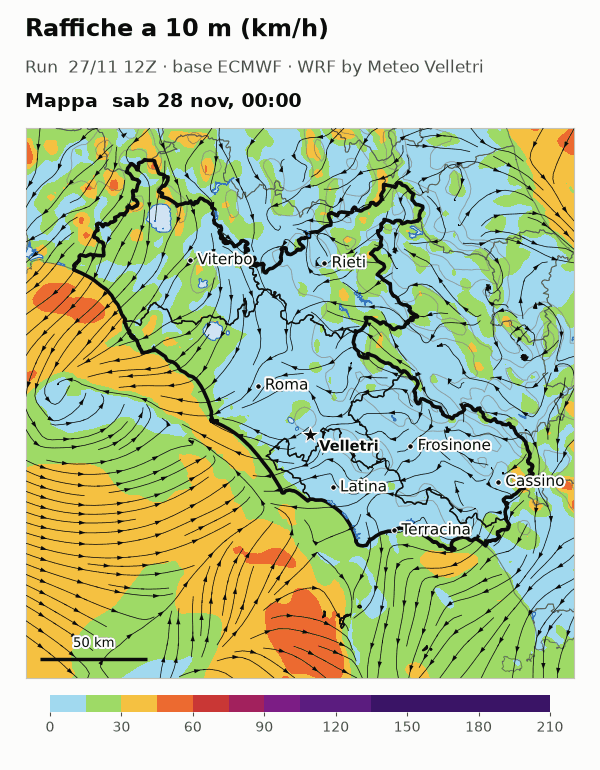 Raffiche a 10 m (km/h)
Run 27/11 12Z · base ECMWF · WRF by Meteo Velletri
Mappa sab 28 nov, 00:00
Viterbo
Rieti
Roma
Velletri
Frosinone
Cassino
Latina
Terracina
50 km
0 30 60 90 120 150 180 210